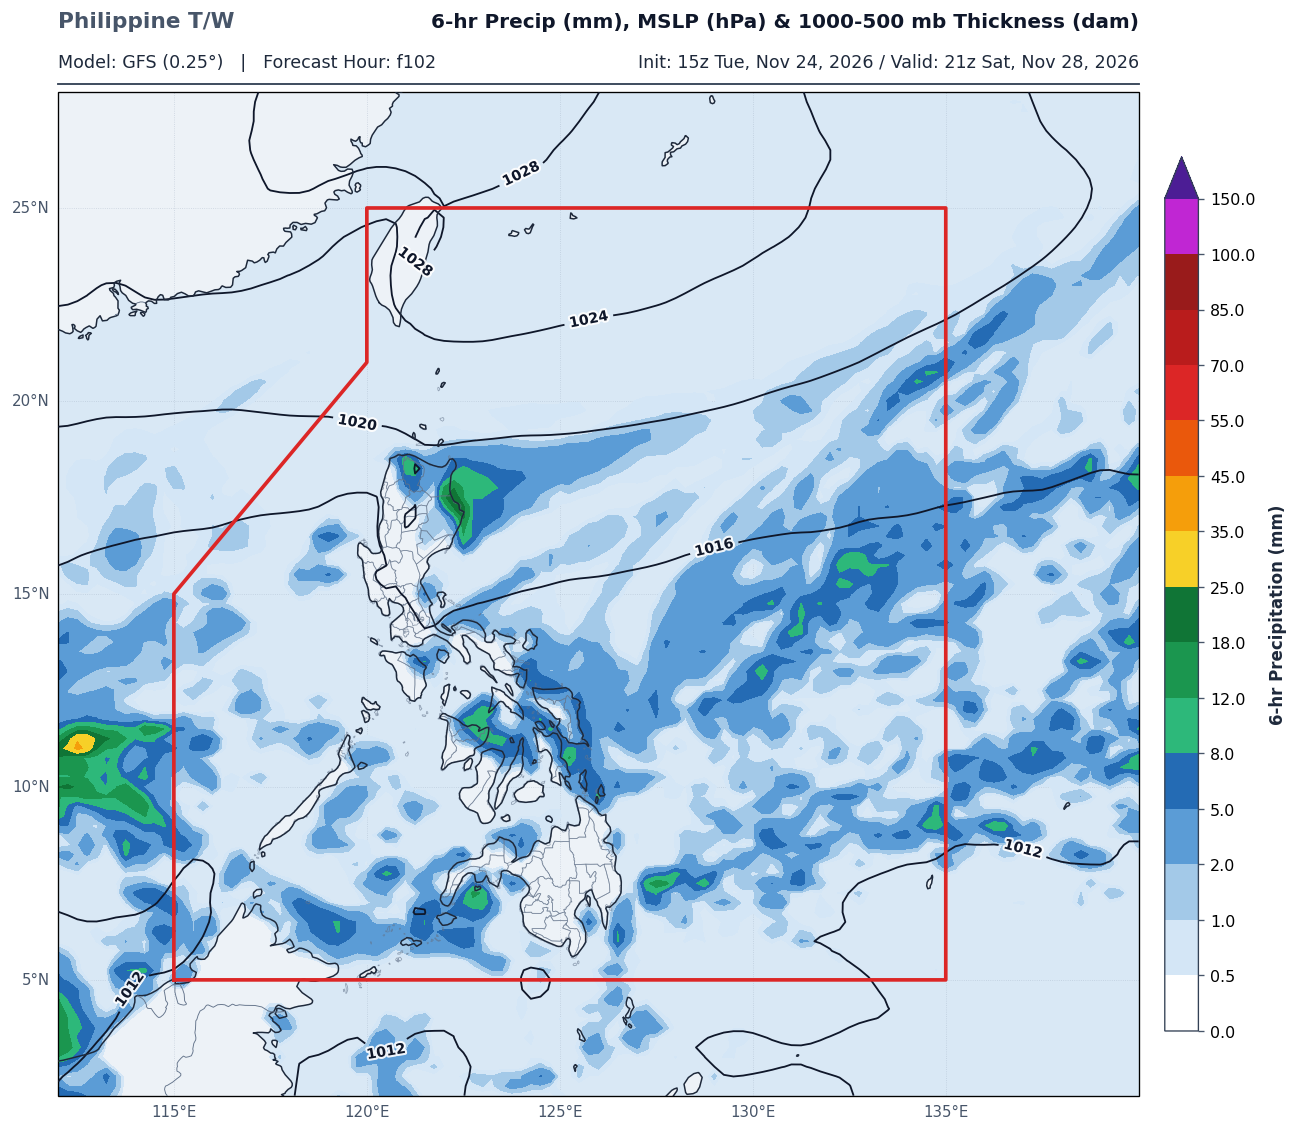 Philippine T/W
6-hr Precip (mm), MSLP (hPa) & 1000-500 mb Thickness (dam)
Model: GFS (0.25°) | Forecast Hour: f102
Init: 15z Tue, Nov 24, 2026 / Valid: 21z Sat, Nov 28, 2026
1028
1028
1024
1020
1016
1012
1012
1012
25°N
20°N
15°N
10°N
5°N
115°E
120°E
125°E
130°E
135°E
150.0
100.0
85.0
70.0
55.0
45.0
35.0
25.0
18.0
12.0
8.0
5.0
2.0
1.0
0.5
0.0
6-hr Precipitation (mm)